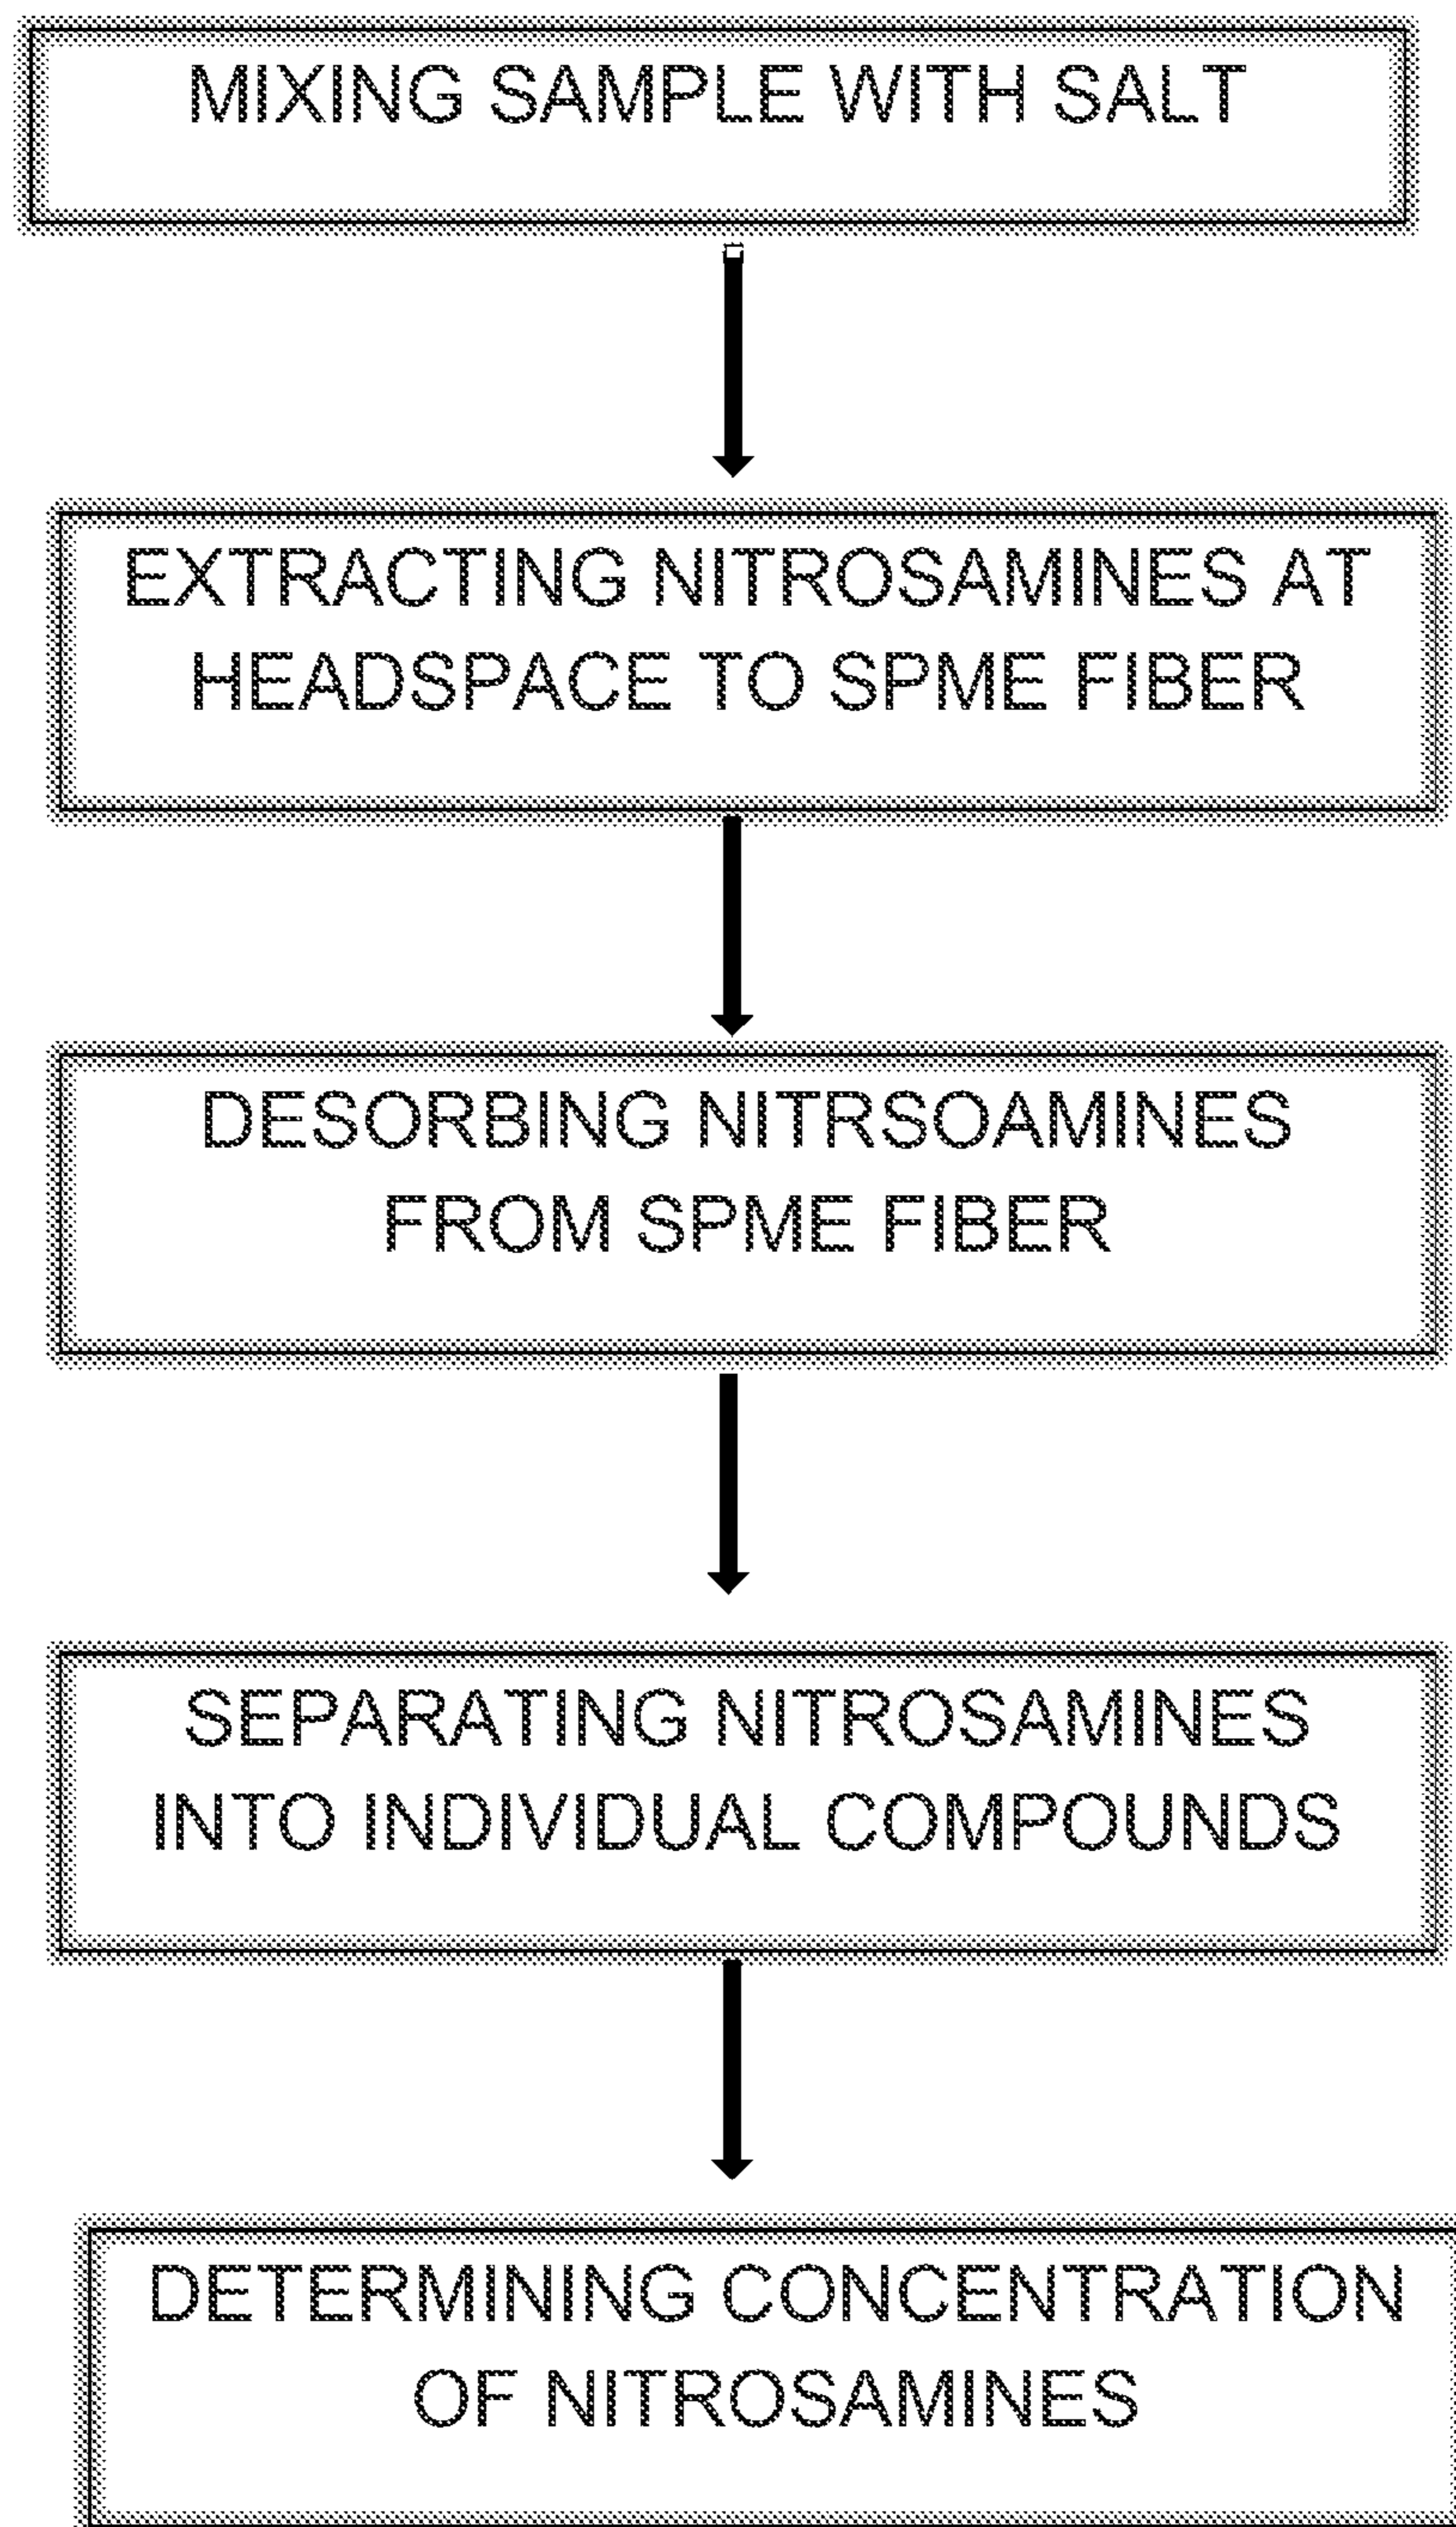 MIXING SAMPLE WITH SALT
EXTRACTING NITROSAMINES AT
HEADSPACE TO SPME FIBER
DESORBING NITRSOAMINES
FROM SPME FIBER
SEPARATING NITROSAMINES
INTO INDIVIDUAL COMPOUNDS
DETERMINING CONCENTRATION
OF NITROSAMINES